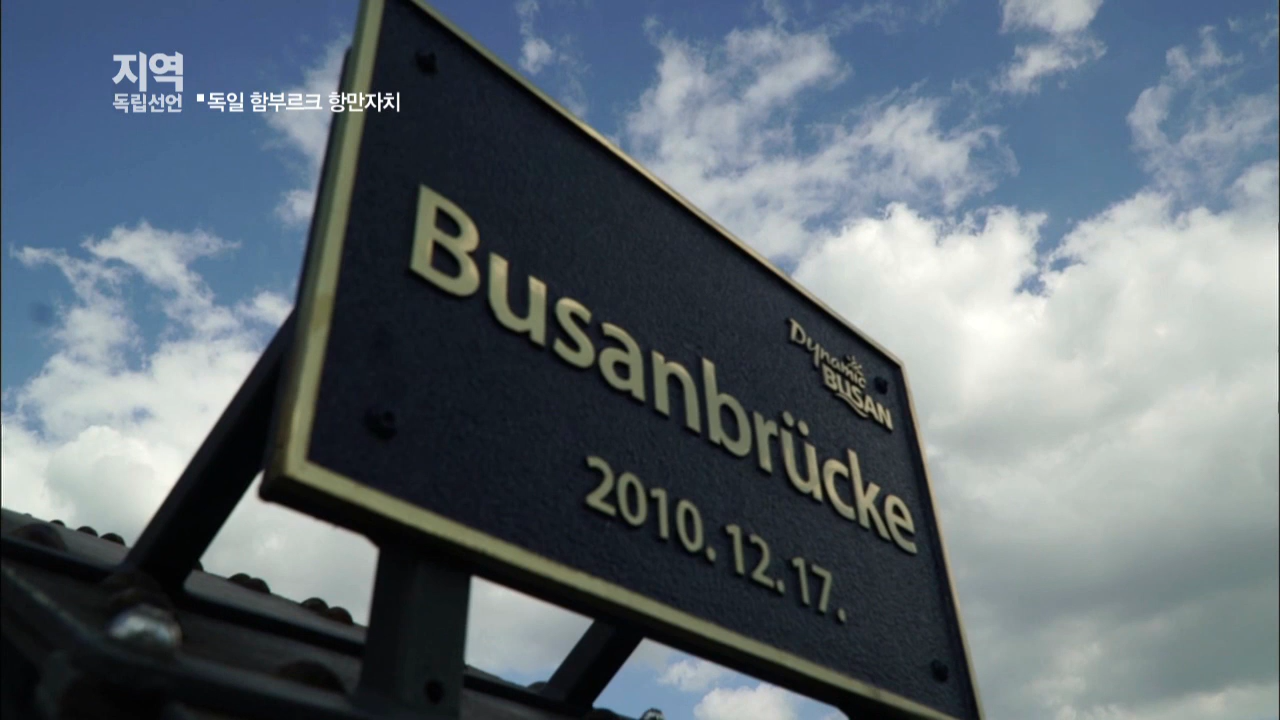 지역
독립선언
독일 함부르크 항만자치
Dynamic
BUSAN
Busanbrücke
2010.12.17.